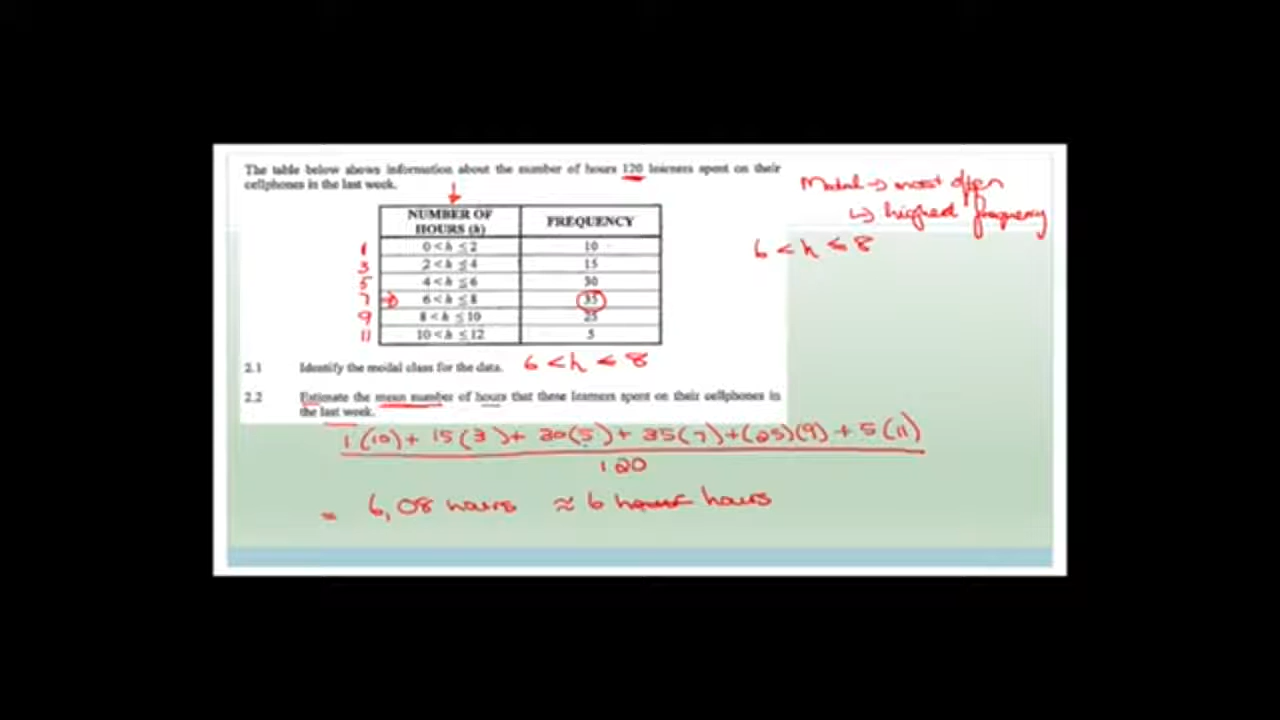 The table below shows information about the number of hours 120 learners spent on their
cellphones in the last week.
Modal → most often
↳ highest frequency
6 < h ≤ 8
NUMBER OF HOURS (h) FREQUENCY
1 0 < h ≤ 2 10
3 2 < h ≤ 4 15
5 4 < h ≤ 6 30
7 → 6 < h ≤ 8 35
9 8 < h ≤ 10 25
11 10 < h ≤ 12 5
2.1 Identify the modal class for the data. 6 < h ≤ 8
2.2 Estimate the mean number of hours that these learners spent on their cellphones in
the last week.
1(10) + 15(3) + 30(5) + 35(7) + (25)(9) + 5(11)
120
= 6,08 hours ≈ 6 hours